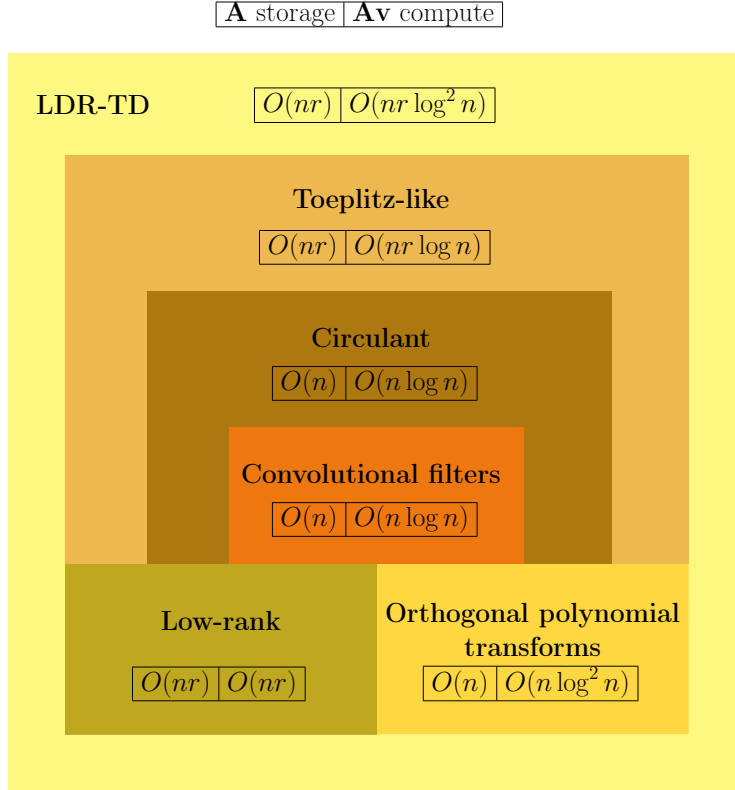 A storage | Av compute
LDR-TD O(nr) | O(nr log² n)
Toeplitz-like
O(nr) | O(nr log n)
Circulant
O(n) | O(n log n)
Convolutional filters
O(n) | O(n log n)
Low-rank
O(nr) | O(nr)
Orthogonal polynomial
transforms
O(n) | O(n log² n)